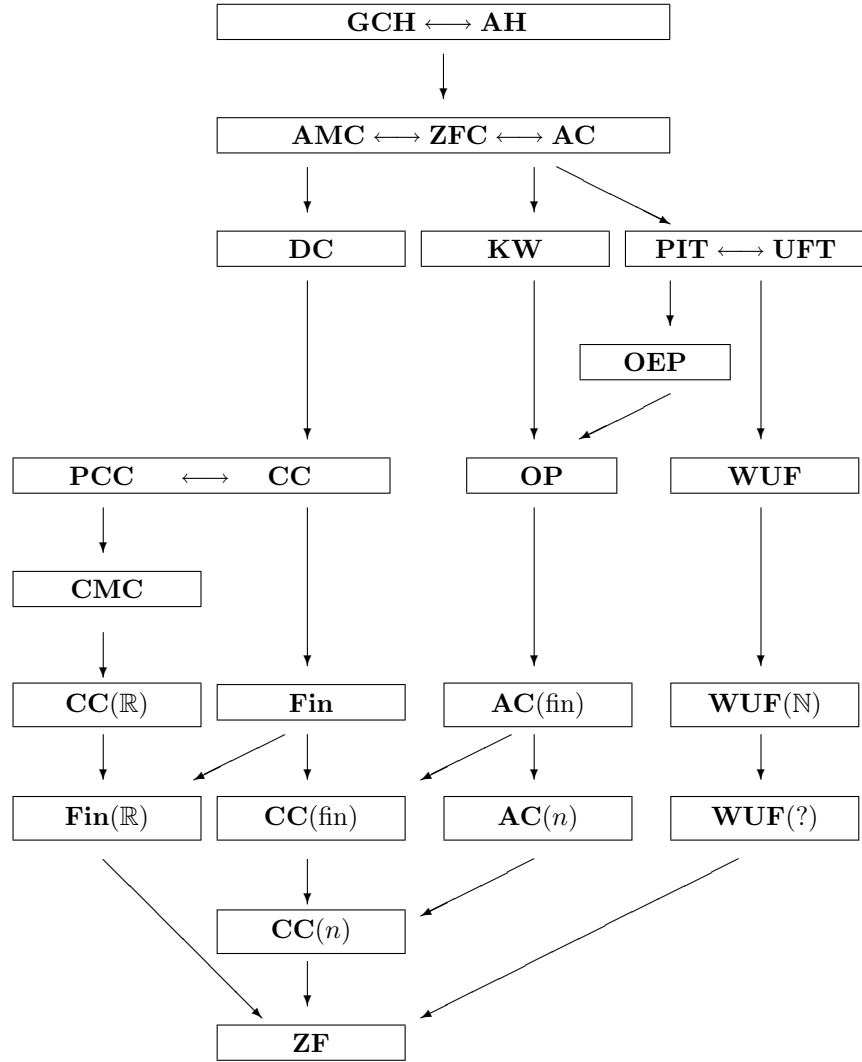 GCH ⟷ AH
AMC ⟷ ZFC ⟷ AC
DC KW PIT ⟷ UFT
OEP
PCC ⟷ CC OP WUF
CMC
CC(ℝ) Fin AC(fin) WUF(ℕ)
Fin(ℝ) CC(fin) AC(n) WUF(?)
CC(n)
ZF